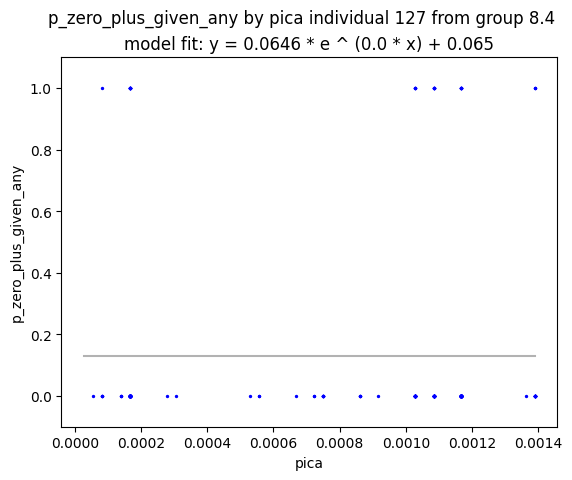 p_zero_plus_given_any by pica individual 127 from group 8.4
model fit: y = 0.0646 * e ^ (0.0 * x) + 0.065
1.0
0.8
0.6
0.4
0.2
0.0
p_zero_plus_given_any
0.0000 0.0002 0.0004 0.0006 0.0008 0.0010 0.0012 0.0014
pica